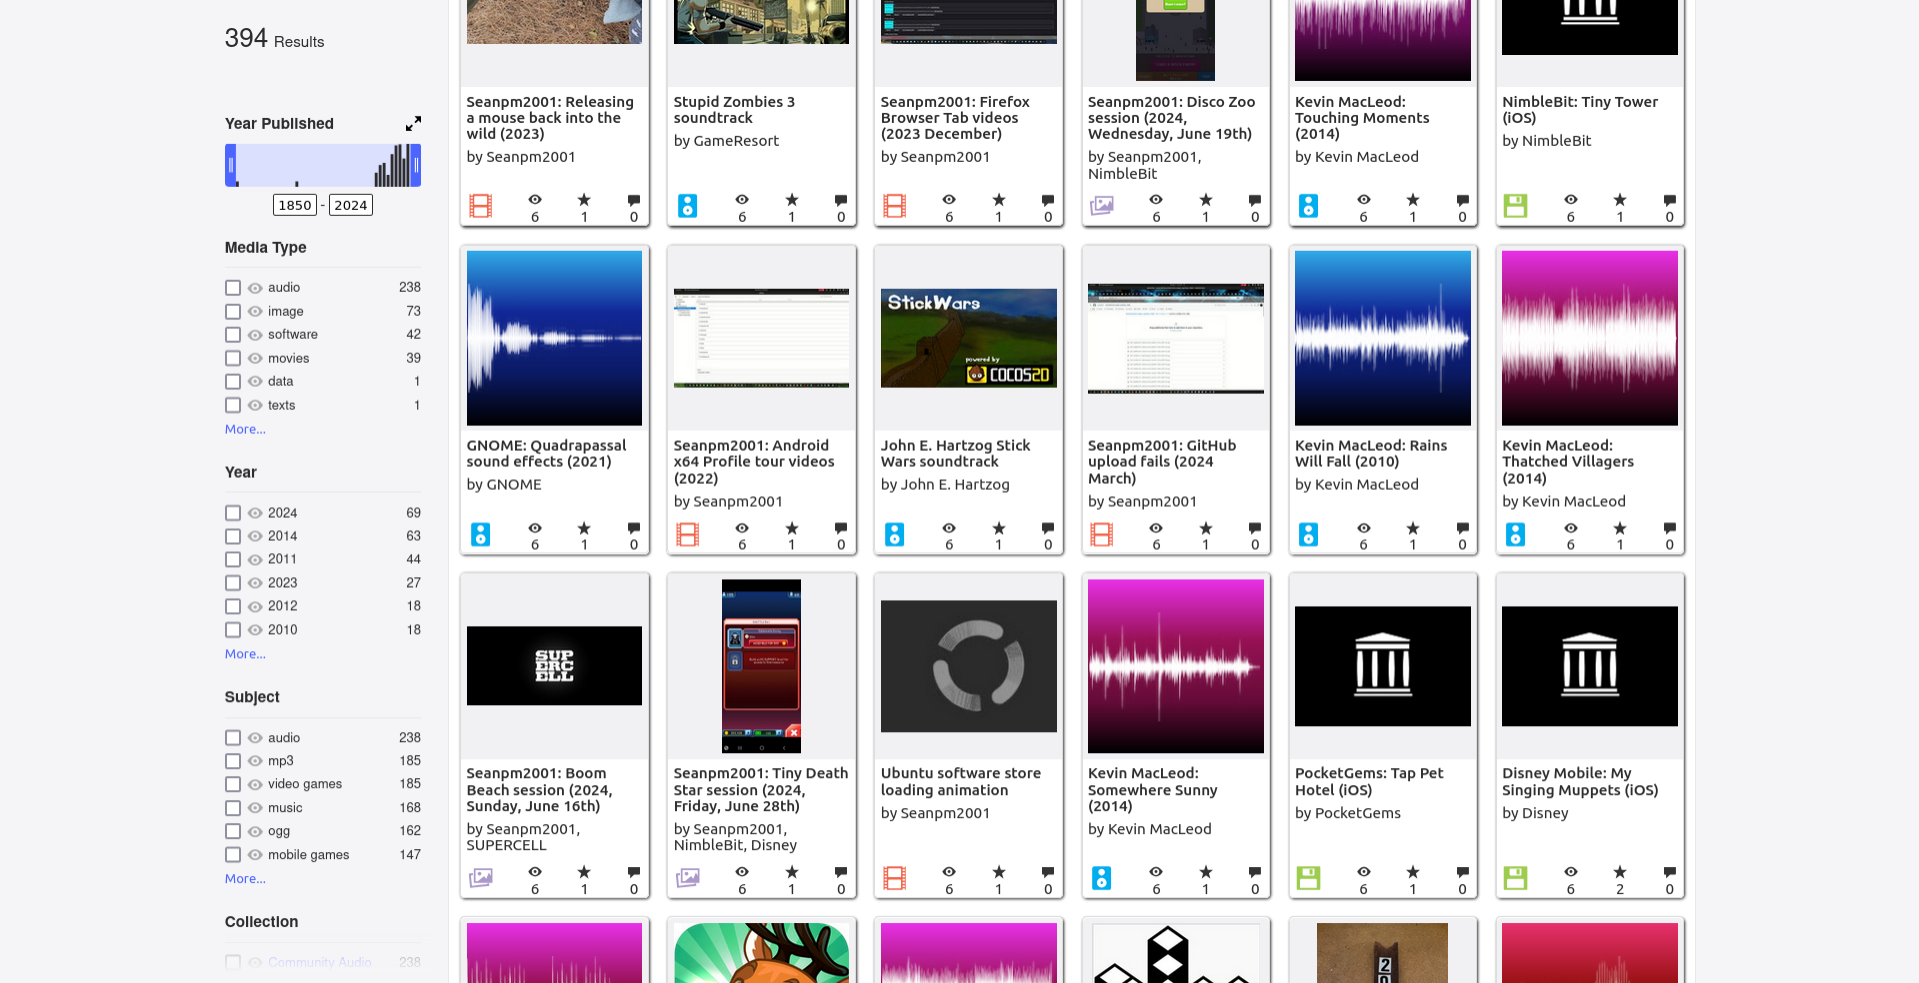 394 Results
Year Published
1850 - 2024
Media Type
audio 238
image 73
software 42
movies 39
data 1
texts 1
More...
Year
2024 69
2014 63
2011 44
2023 27
2012 18
2010 18
More...
Subject
audio 238
mp3 185
video games 185
music 168
ogg 162
mobile games 147
More...
Collection
Community Audio 238
Seanpm2001: Releasing
a mouse back into the
wild (2023)
by Seanpm2001
6 1 0
Stupid Zombies 3
soundtrack
by GameResort
6 1 0
Seanpm2001: Firefox
Browser Tab videos
(2023 December)
by Seanpm2001
6 1 0
Seanpm2001: Disco Zoo
session (2024,
Wednesday, June 19th)
by Seanpm2001,
NimbleBit
6 1 0
Kevin MacLeod:
Touching Moments
(2014)
by Kevin MacLeod
6 1 0
NimbleBit: Tiny Tower
(iOS)
by NimbleBit
6 1 0
GNOME: Quadrapassal
sound effects (2021)
by GNOME
6 1 0
Seanpm2001: Android
x64 Profile tour videos
(2022)
by Seanpm2001
6 1 0
StickWars
powered by
COCOS2D
John E. Hartzog Stick
Wars soundtrack
by John E. Hartzog
6 1 0
Seanpm2001: GitHub
upload fails (2024
March)
by Seanpm2001
6 1 0
Kevin MacLeod: Rains
Will Fall (2010)
by Kevin MacLeod
6 1 0
Kevin MacLeod:
Thatched Villagers
(2014)
by Kevin MacLeod
6 1 0
SUP
ERC
ELL
Seanpm2001: Boom
Beach session (2024,
Sunday, June 16th)
by Seanpm2001,
SUPERCELL
6 1 0
Seanpm2001: Tiny Death
Star session (2024,
Friday, June 28th)
by Seanpm2001,
NimbleBit, Disney
6 1 0
Ubuntu software store
loading animation
by Seanpm2001
6 1 0
Kevin MacLeod:
Somewhere Sunny
(2014)
by Kevin MacLeod
6 1 0
PocketGems: Tap Pet
Hotel (iOS)
by PocketGems
6 1 0
Disney Mobile: My
Singing Muppets (iOS)
by Disney
6 2 0